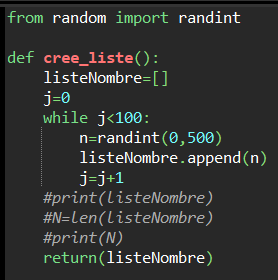 from random import randint
def cree_liste():
    listeNombre=[]
    j=0
    while j<100:
        n=randint(0,500)
        listeNombre.append(n)
        j=j+1
    #print(listeNombre)
    #N=len(listeNombre)
    #print(N)
    return(listeNombre)